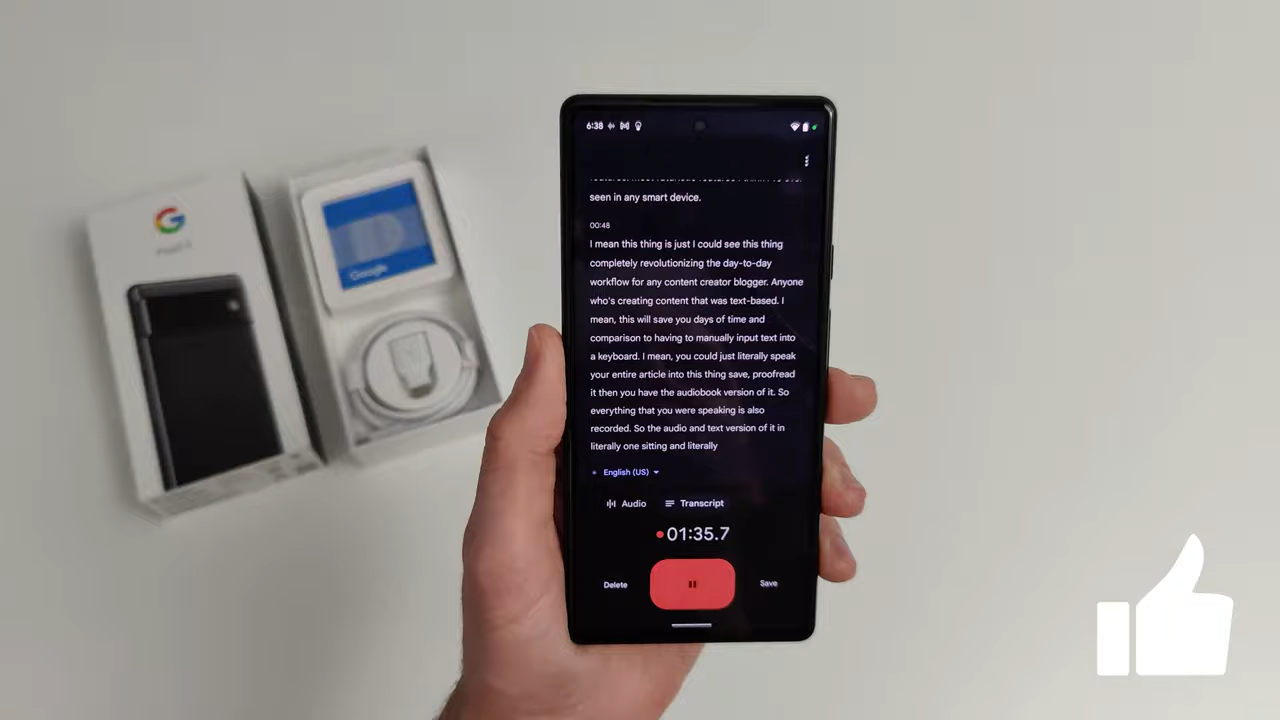 6:38
seen in any smart device.
00:48
I mean this thing is just I could see this thing
completely revolutionizing the day-to-day
workflow for any content creator blogger. Anyone
who's creating content that was text-based. I
mean, this will save you days of time and
comparison to having to manually input text into
a keyboard. I mean, you could just literally speak
your entire article into this thing save, proofread
it then you have the audiobook version of it. So
everything that you were speaking is also
recorded. So the audio and text version of it in
literally one sitting and literally
English (US)
Audio Transcript
01:35.7
Delete Save
G
Google